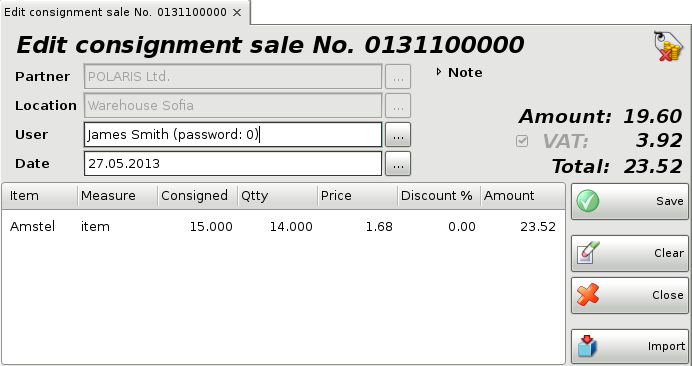 Edit consignment sale No. 0131100000 ×
Edit consignment sale No. 0131100000
Partner POLARIS Ltd. ... Note
Location Warehouse Sofia ...
User James Smith (password: 0) ...
Date 27.05.2013 ...
Amount: 19.60
VAT: 3.92
Total: 23.52
Item Measure Consigned Qtty Price Discount % Amount
Amstel item 15.000 14.000 1.68 0.00 23.52
Save
Clear
Close
Import